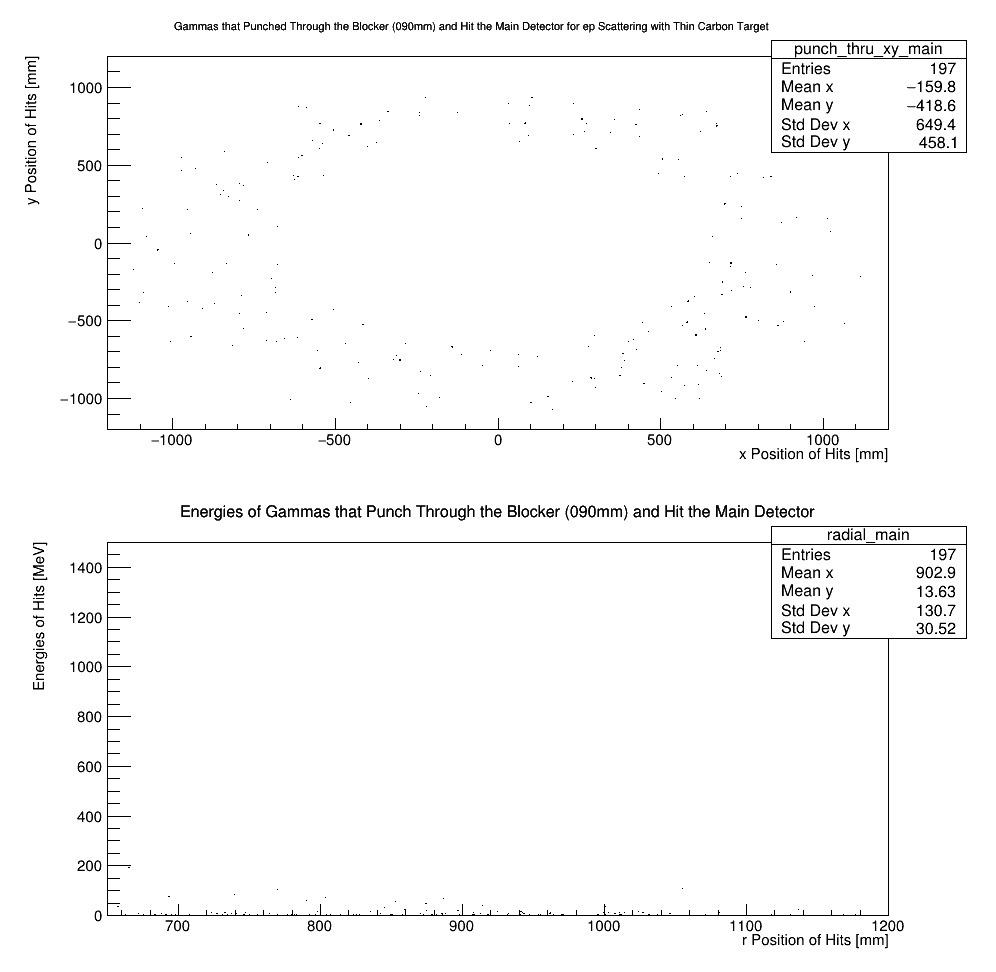 Gammas that Punched Through the Blocker (090mm) and Hit the Main Detector for ep Scattering with Thin Carbon Target
punch_thru_xy_main
Entries 197
Mean x −159.8
Mean y −418.6
Std Dev x 649.4
Std Dev y 458.1
y Position of Hits [mm]
1000
500
0
−500
−1000
−1000 −500 0 500 1000
x Position of Hits [mm]
Energies of Gammas that Punch Through the Blocker (090mm) and Hit the Main Detector
radial_main
Entries 197
Mean x 902.9
Mean y 13.63
Std Dev x 130.7
Std Dev y 30.52
Energies of Hits [MeV]
1400
1200
1000
800
600
400
200
0
700 800 900 1000 1100 1200
r Position of Hits [mm]